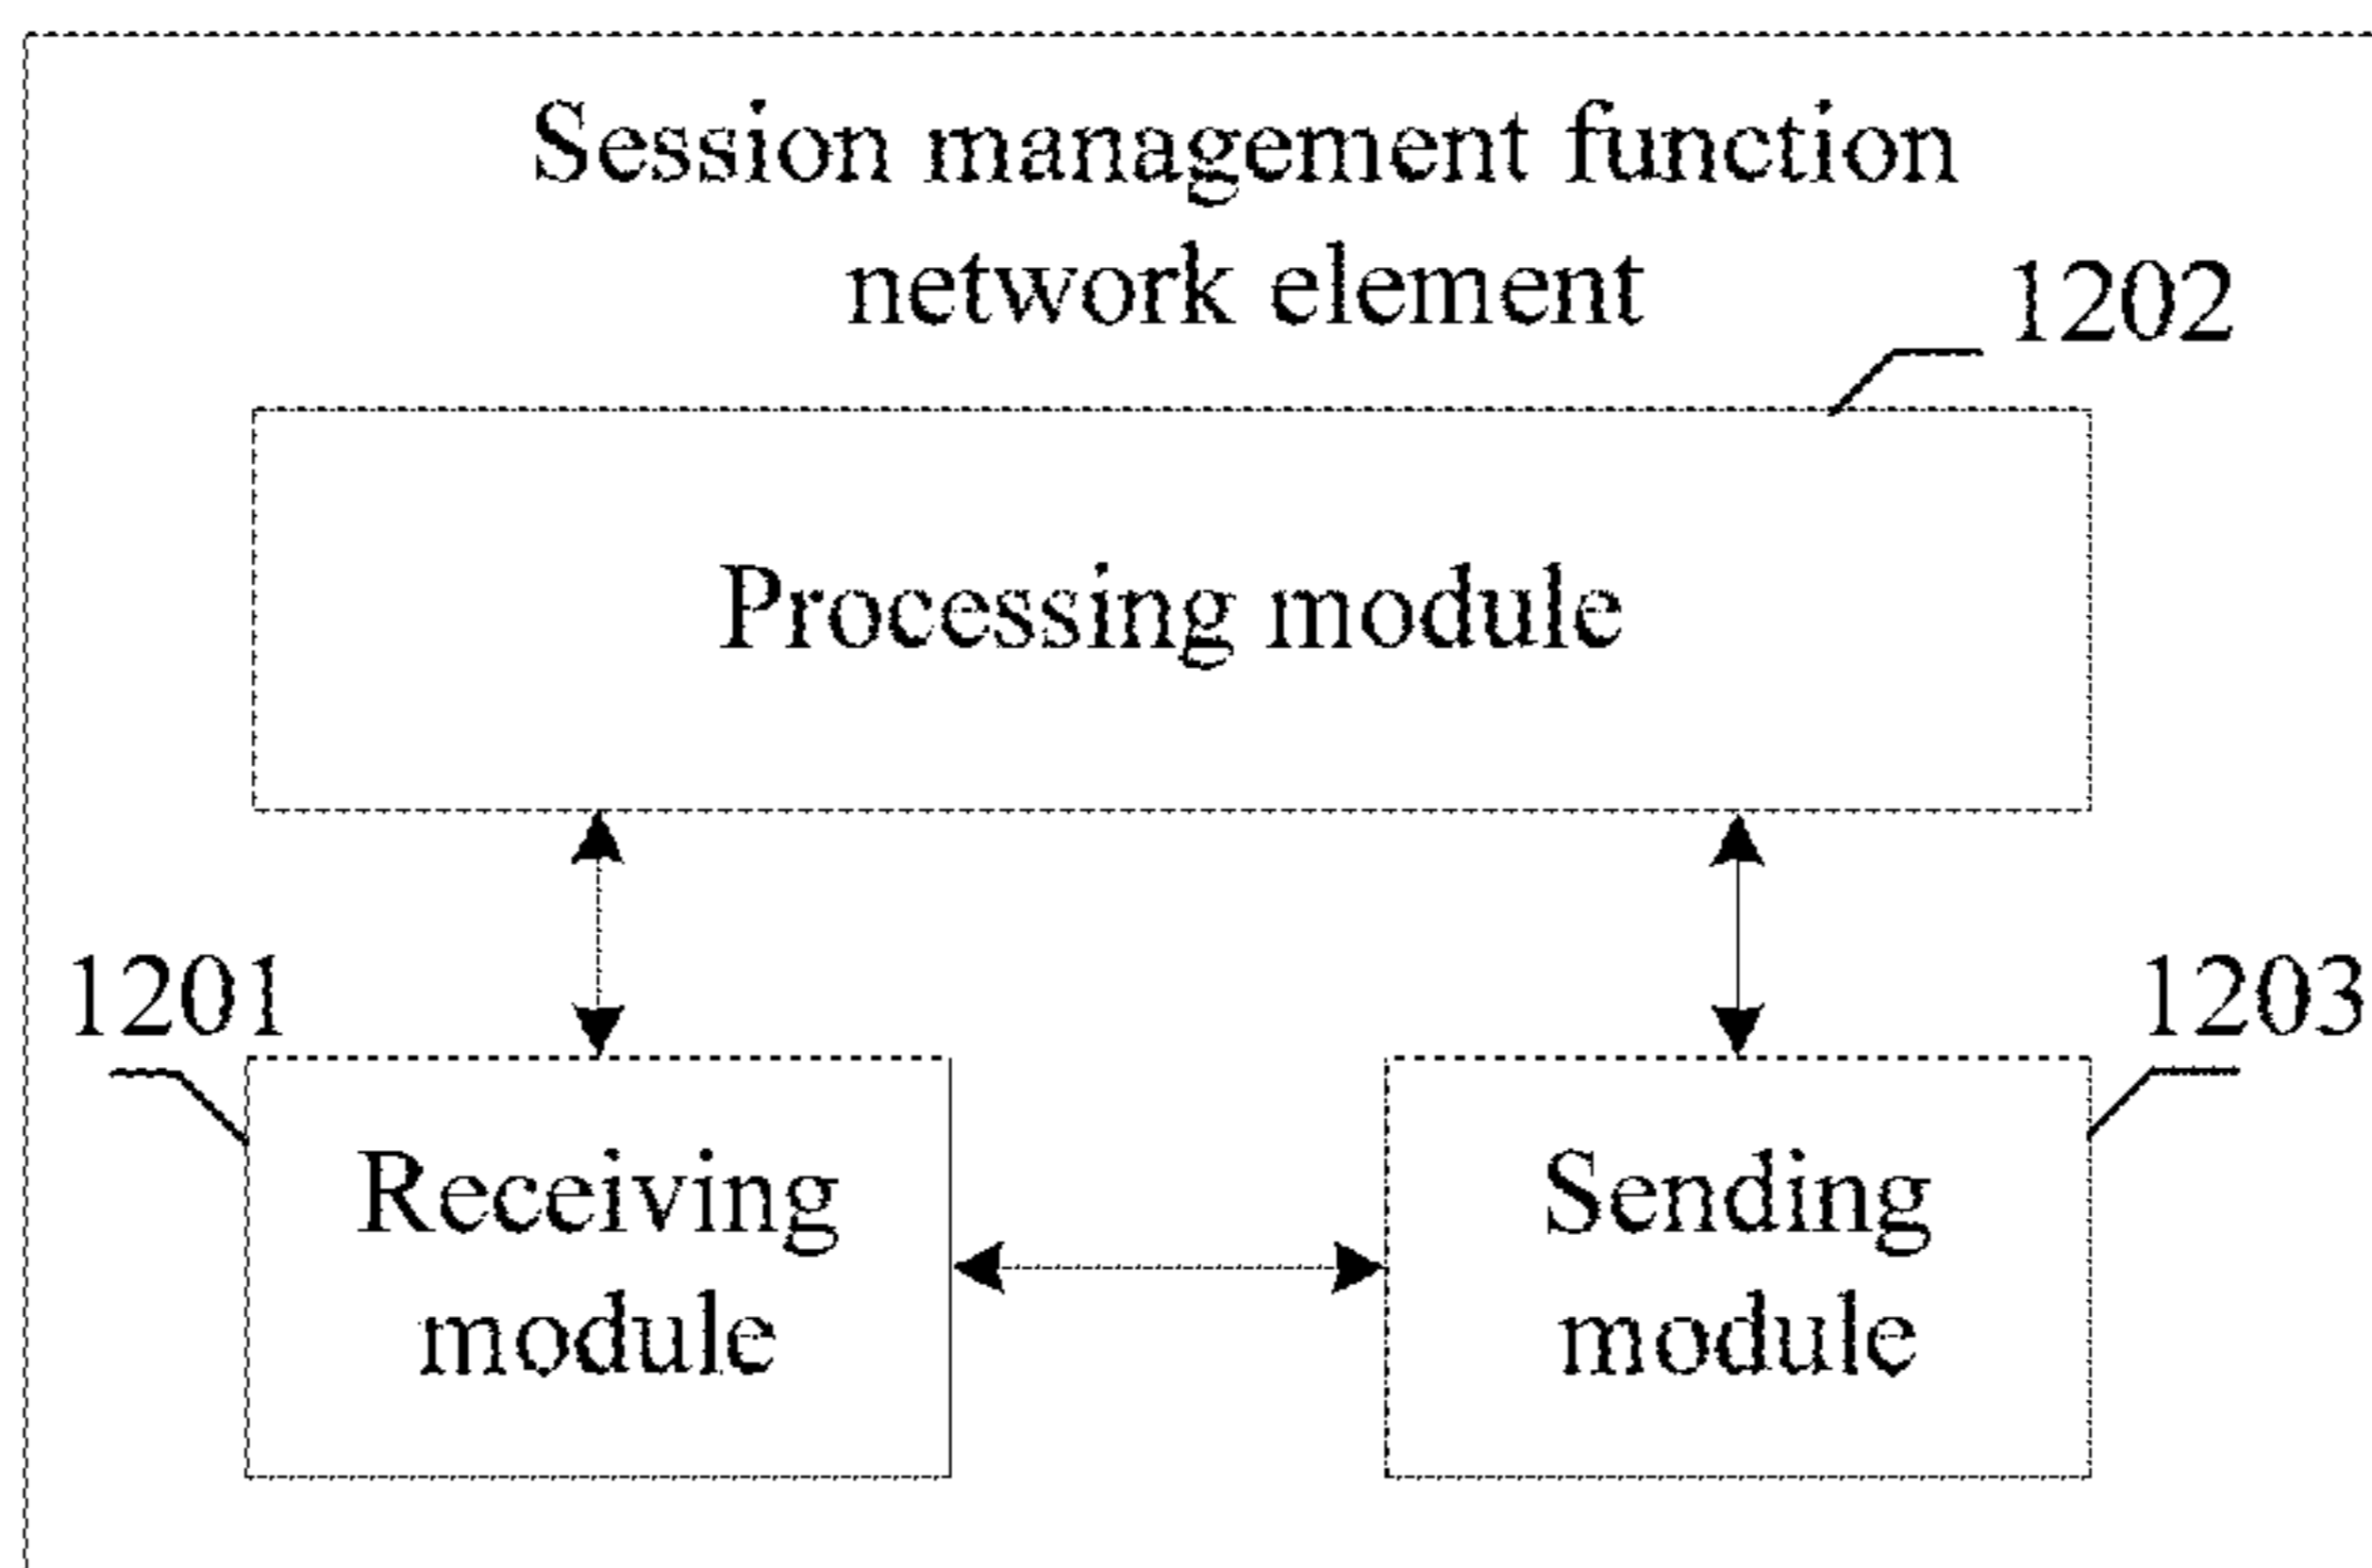 Session management function
network element
1202
Processing module
1201
1203
Receiving
module
Sending
module